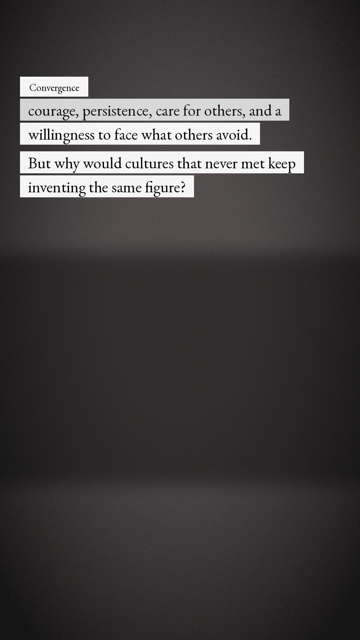 Convergence
courage, persistence, care for others, and a
willingness to face what others avoid.
But why would cultures that never met keep
inventing the same figure?